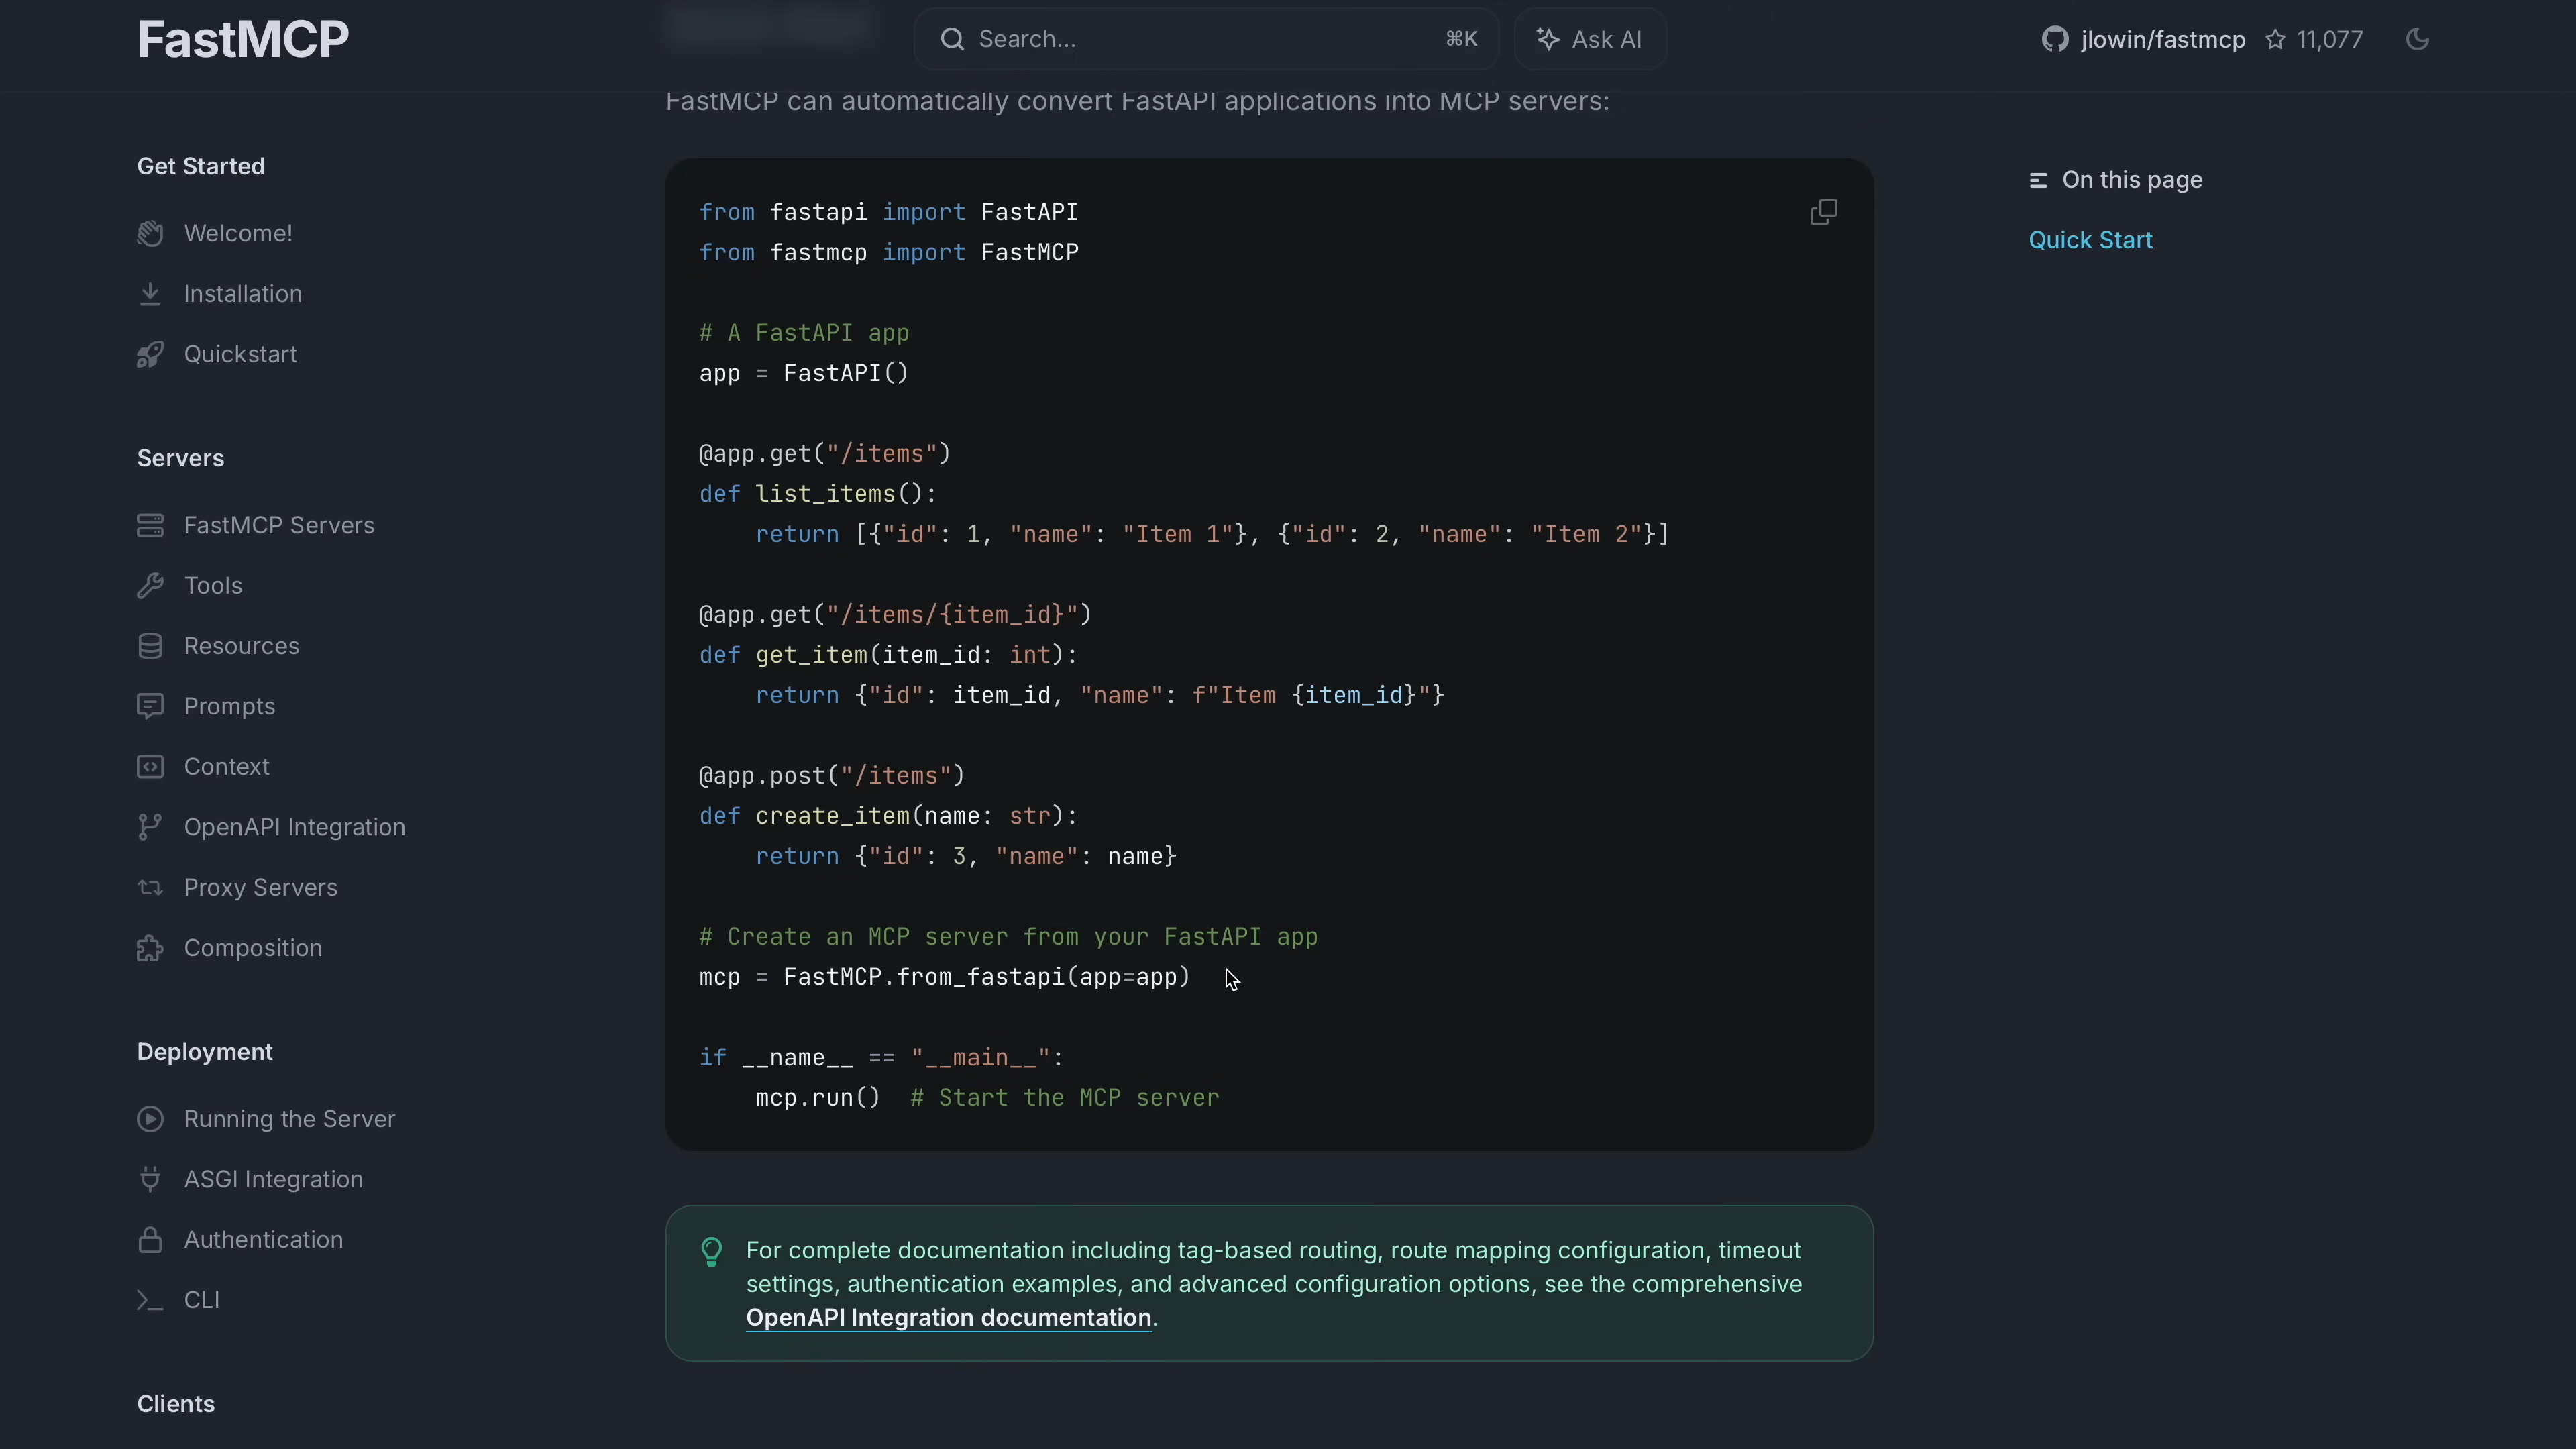 FastMCP
Search...
⌘K
Ask AI
jlowin/fastmcp
11,077
Get Started
Welcome!
Installation
Quickstart
Servers
FastMCP Servers
Tools
Resources
Prompts
Context
OpenAPI Integration
Proxy Servers
Composition
Deployment
Running the Server
ASGI Integration
Authentication
CLI
Clients
FastMCP can automatically convert FastAPI applications into MCP servers:
from fastapi import FastAPI
from fastmcp import FastMCP
# A FastAPI app
app = FastAPI()
@app.get("/items")
def list_items():
    return [{"id": 1, "name": "Item 1"}, {"id": 2, "name": "Item 2"}]
@app.get("/items/{item_id}")
def get_item(item_id: int):
    return {"id": item_id, "name": f"Item {item_id}"}
@app.post("/items")
def create_item(name: str):
    return {"id": 3, "name": name}
# Create an MCP server from your FastAPI app
mcp = FastMCP.from_fastapi(app=app)
if __name__ == "__main__":
    mcp.run()  # Start the MCP server
For complete documentation including tag-based routing, route mapping configuration, timeout
settings, authentication examples, and advanced configuration options, see the comprehensive
OpenAPI Integration documentation.
On this page
Quick Start